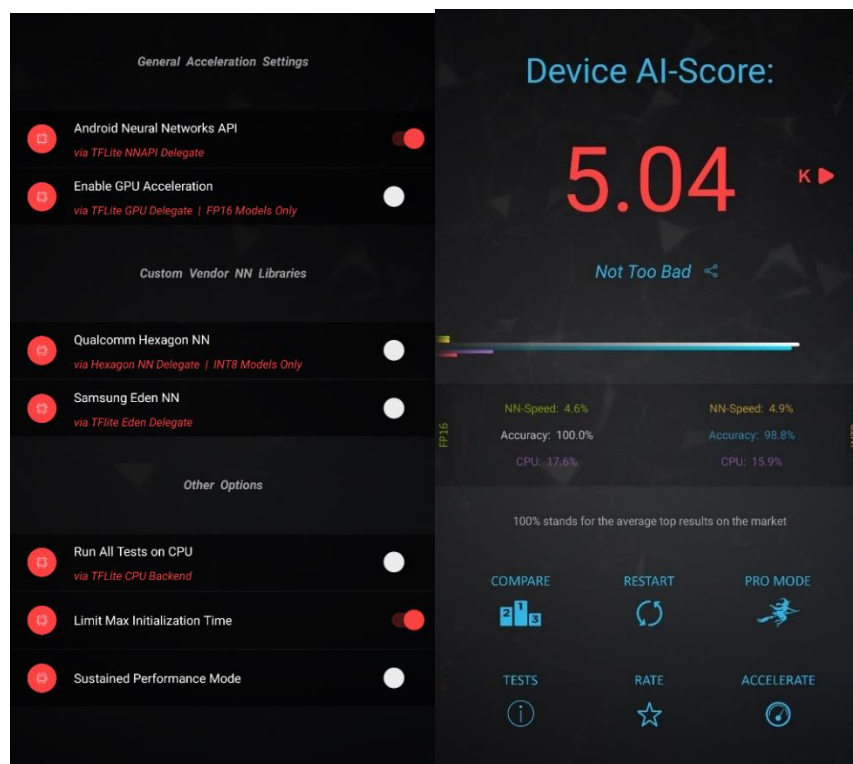 General Acceleration Settings
Android Neural Networks API
via TFLite NNAPI Delegate
Enable GPU Acceleration
via TFLite GPU Delegate | FP16 Models Only
Custom Vendor NN Libraries
Qualcomm Hexagon NN
via Hexagon NN Delegate | INT8 Models Only
Samsung Eden NN
via TFlite Eden Delegate
Other Options
Run All Tests on CPU
via TFLite CPU Backend
Limit Max Initialization Time
Sustained Performance Mode
Device AI-Score:
5.04 K
Not Too Bad
FP16
NN-Speed: 4.6% NN-Speed: 4.9%
Accuracy: 100.0% Accuracy: 98.8%
CPU: 17.6% CPU: 15.9%
100% stands for the average top results on the market
COMPARE RESTART PRO MODE
2 1 3
TESTS RATE ACCELERATE